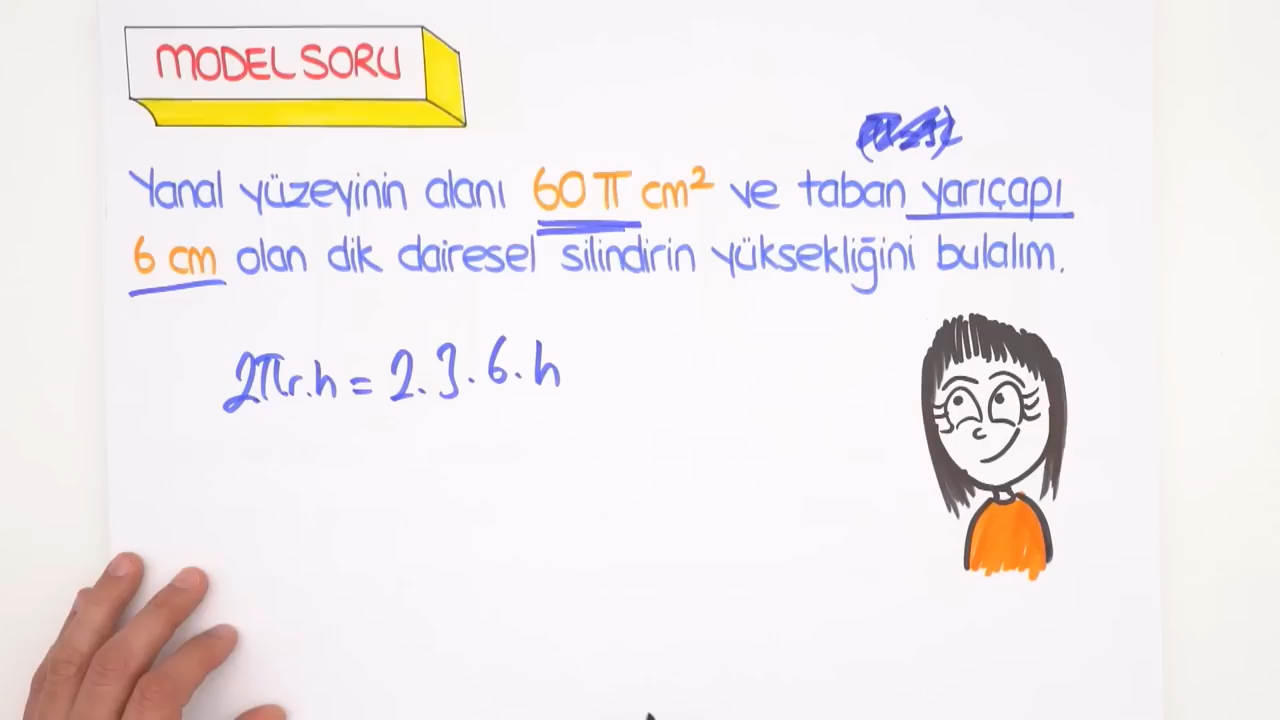 MODEL SORU
Yanal yüzeyinin alanı 60 π cm² ve taban yarıçapı
6 cm olan dik dairesel silindirin yüksekliğini bulalım.
2πr.h = 2.3.6.h